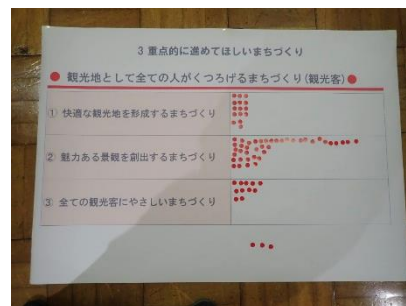 3 重点的に進めてほしいまちづくり
● 観光地として全ての人がくつろげるまちづくり(観光客) ●
① 快適な観光地を形成するまちづくり
② 魅力ある景観を創出するまちづくり
③ 全ての観光客にやさしいまちづくり